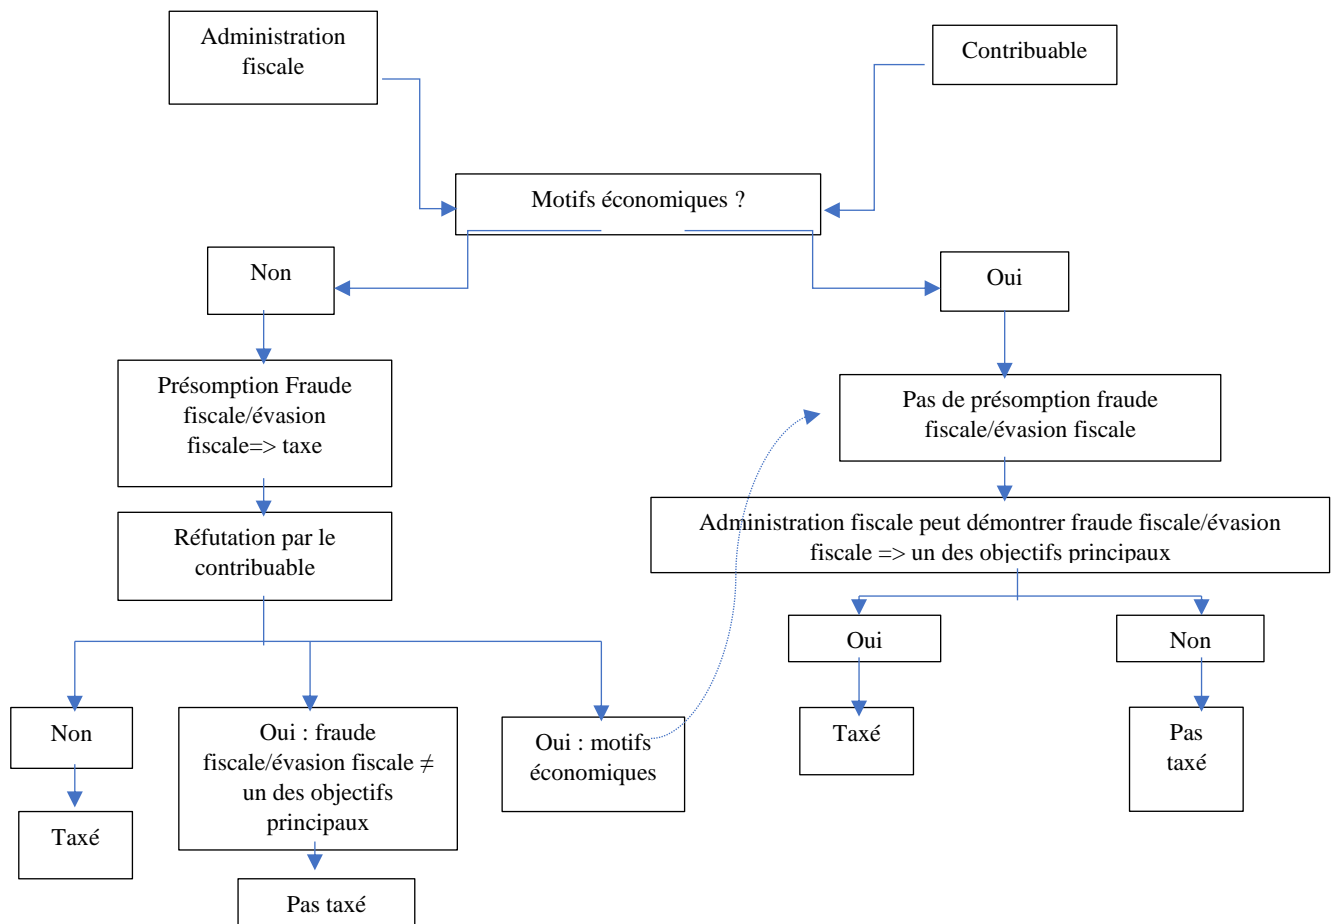 Administration
fiscale
Contribuable
Motifs économiques ?
Non
Oui
Présomption Fraude
fiscale/évasion
fiscale=> taxe
Pas de présomption fraude
fiscale/évasion fiscale
Réfutation par le
contribuable
Administration fiscale peut démontrer fraude fiscale/évasion
fiscale => un des objectifs principaux
Oui
Non
Non
Oui : fraude
fiscale/évasion fiscale ≠
un des objectifs
principaux
Oui : motifs
économiques
Taxé
Pas
taxé
Taxé
Pas taxé